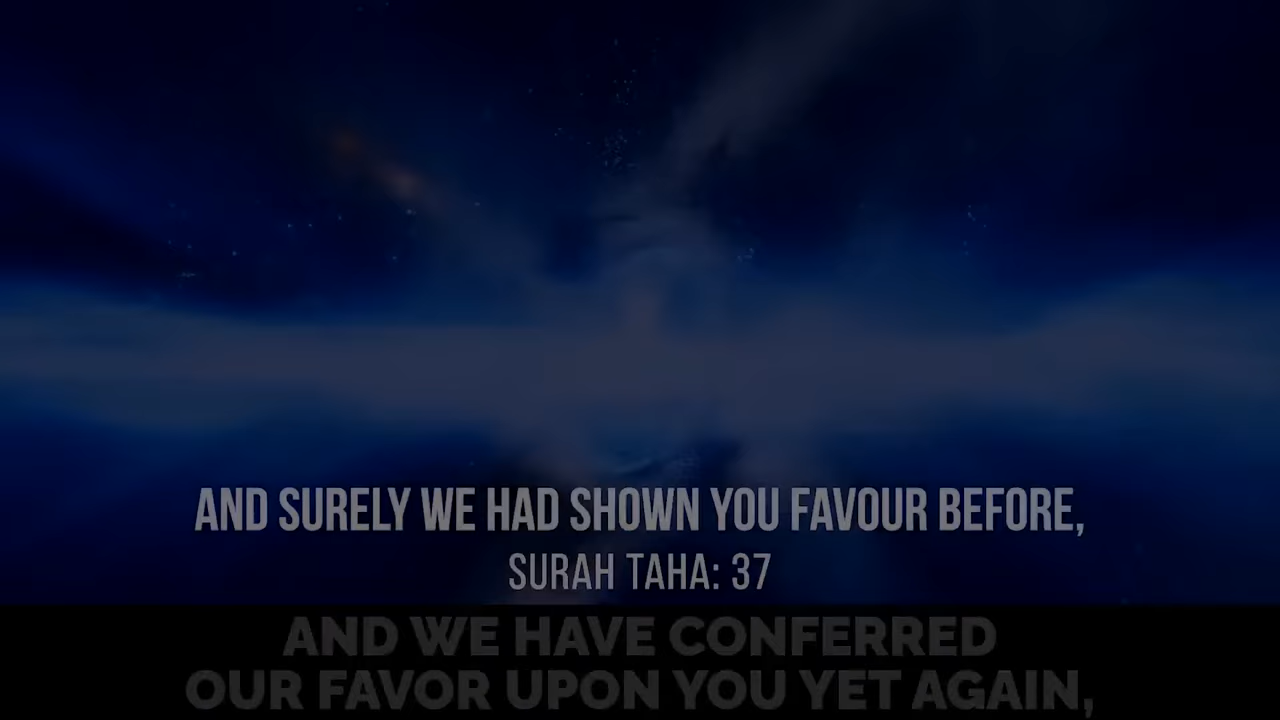 AND SURELY WE HAD SHOWN YOU FAVOUR BEFORE,
SURAH TAHA: 37
AND WE HAVE CONFERRED
OUR FAVOR UPON YOU YET AGAIN,